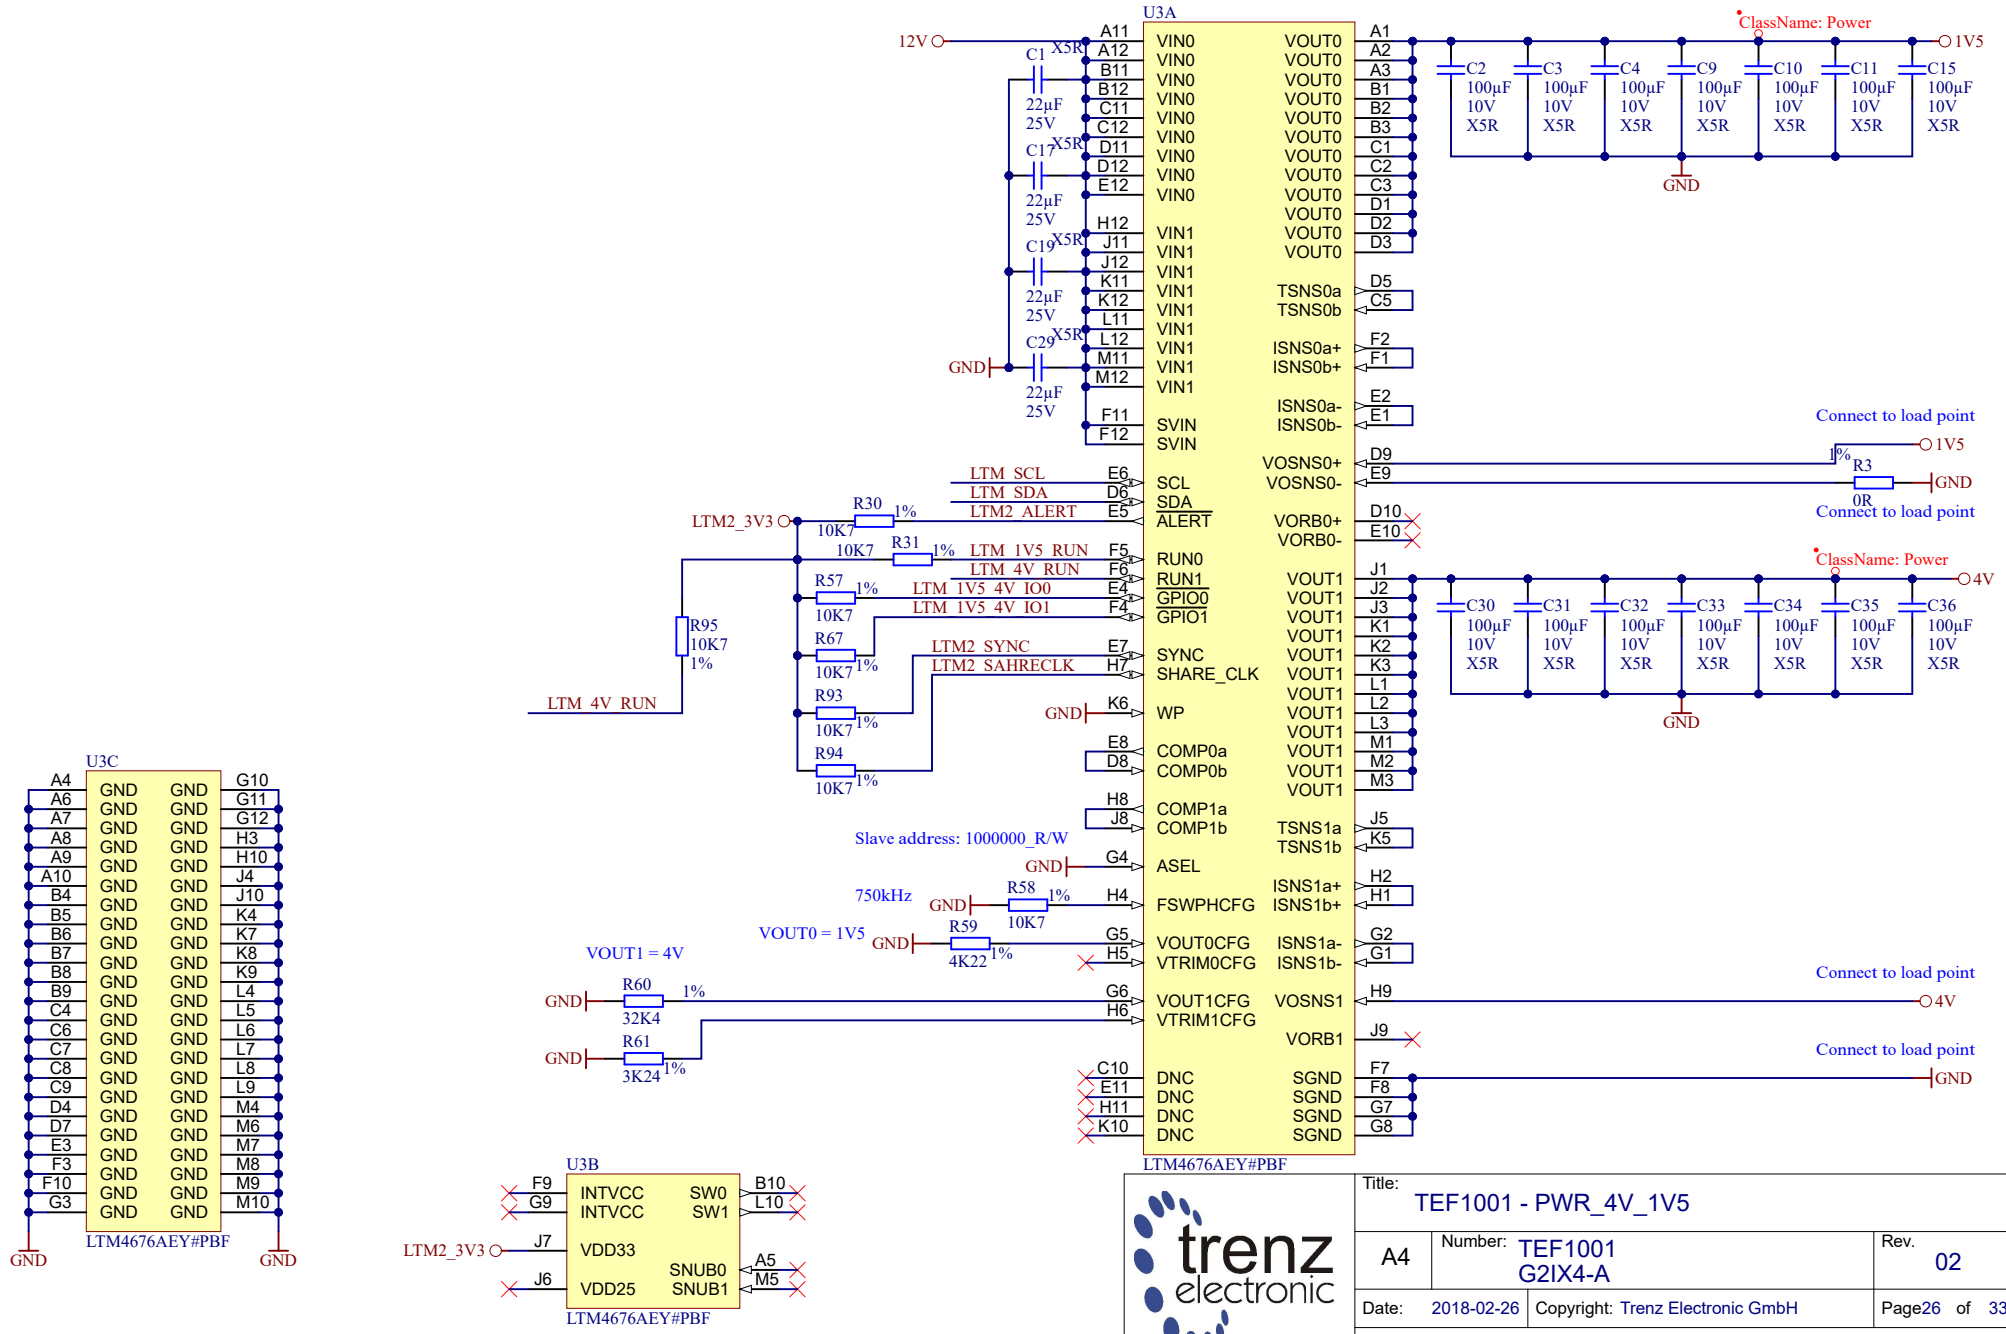 U3A
12V
C1
X5R
22µF
25V
C17
X5R
22µF
25V
C19
X5R
22µF
25V
C29
X5R
22µF
25V
GND
A11 VIN0
A12 VIN0
B11 VIN0
B12 VIN0
C11 VIN0
C12 VIN0
D11 VIN0
D12 VIN0
E12 VIN0
H12 VIN1
J11 VIN1
J12 VIN1
K11 VIN1
K12 VIN1
L11 VIN1
L12 VIN1
M11 VIN1
M12 VIN1
F11 SVIN
F12 SVIN
LTM_SCL E6 SCL
LTM_SDA D6 SDA
LTM2_ALERT E5 ALERT
LTM_1V5_RUN F5 RUN0
LTM_4V_RUN F6 RUN1
LTM_1V5_4V_IO0 E4 GPIO0
LTM_1V5_4V_IO1 F4 GPIO1
LTM2_SYNC E7 SYNC
LTM2_SAHRECLK H7 SHARE_CLK
GND K6 WP
E8 COMP0a
D8 COMP0b
H8 COMP1a
J8 COMP1b
Slave address: 1000000_R/W
GND G4 ASEL
750kHz GND R58 1% 10K7 H4 FSWPHCFG
VOUT0 = 1V5 GND R59 1% 4K22 G5 VOUT0CFG
H5 VTRIM0CFG
VOUT1 = 4V
GND R60 1% 32K4 G6 VOUT1CFG
GND R61 1% 3K24 H6 VTRIM1CFG
C10 DNC
E11 DNC
H11 DNC
K10 DNC
LTM2_3V3
R30 1%
10K7
10K7 R31 1%
R57 1%
10K7
R67
10K7 1%
R93
10K7 1%
R94
10K7 1%
R95
10K7
1%
LTM_4V_RUN
VOUT0 A1
VOUT0 A2
VOUT0 A3
VOUT0 B1
VOUT0 B2
VOUT0 B3
VOUT0 C1
VOUT0 C2
VOUT0 C3
VOUT0 D1
VOUT0 D2
VOUT0 D3
TSNS0a D5
TSNS0b C5
ISNS0a+ F2
ISNS0b+ F1
ISNS0a- E2
ISNS0b- E1
VOSNS0+ D9
VOSNS0- E9
VORB0+ D10
VORB0- E10
VOUT1 J1
VOUT1 J2
VOUT1 J3
VOUT1 K1
VOUT1 K2
VOUT1 K3
VOUT1 L1
VOUT1 L2
VOUT1 L3
VOUT1 M1
VOUT1 M2
VOUT1 M3
TSNS1a J5
TSNS1b K5
ISNS1a+ H2
ISNS1b+ H1
ISNS1a- G2
ISNS1b- G1
VOSNS1 H9
VORB1 J9
SGND F7
SGND F8
SGND G7
SGND G8
LTM4676AEY#PBF
ClassName: Power
1V5
C2 C3 C4 C9 C10 C11 C15
100µF 100µF 100µF 100µF 100µF 100µF 100µF
10V 10V 10V 10V 10V 10V 10V
X5R X5R X5R X5R X5R X5R X5R
GND
Connect to load point
1V5
1%
R3
GND
0R
Connect to load point
ClassName: Power
4V
C30 C31 C32 C33 C34 C35 C36
100µF 100µF 100µF 100µF 100µF 100µF 100µF
10V 10V 10V 10V 10V 10V 10V
X5R X5R X5R X5R X5R X5R X5R
GND
Connect to load point
4V
Connect to load point
GND
U3C
A4 GND GND G10
A6 GND GND G11
A7 GND GND G12
A8 GND GND H3
A9 GND GND H10
A10 GND GND J4
B4 GND GND J10
B5 GND GND K4
B6 GND GND K7
B7 GND GND K8
B8 GND GND K9
B9 GND GND L4
C4 GND GND L5
C6 GND GND L6
C7 GND GND L7
C8 GND GND L8
C9 GND GND L9
D4 GND GND M4
D7 GND GND M6
E3 GND GND M7
F3 GND GND M8
F10 GND GND M9
G3 GND GND M10
LTM4676AEY#PBF
GND GND
U3B
F9 INTVCC SW0 B10
G9 INTVCC SW1 L10
LTM2_3V3 J7 VDD33
SNUB0 A5
J6 VDD25 SNUB1 M5
LTM4676AEY#PBF
trenz
electronic
Title:
TEF1001 - PWR_4V_1V5
A4
Number: TEF1001
G2IX4-A
Rev.
02
Date: 2018-02-26
Copyright: Trenz Electronic GmbH
Page26 of 33